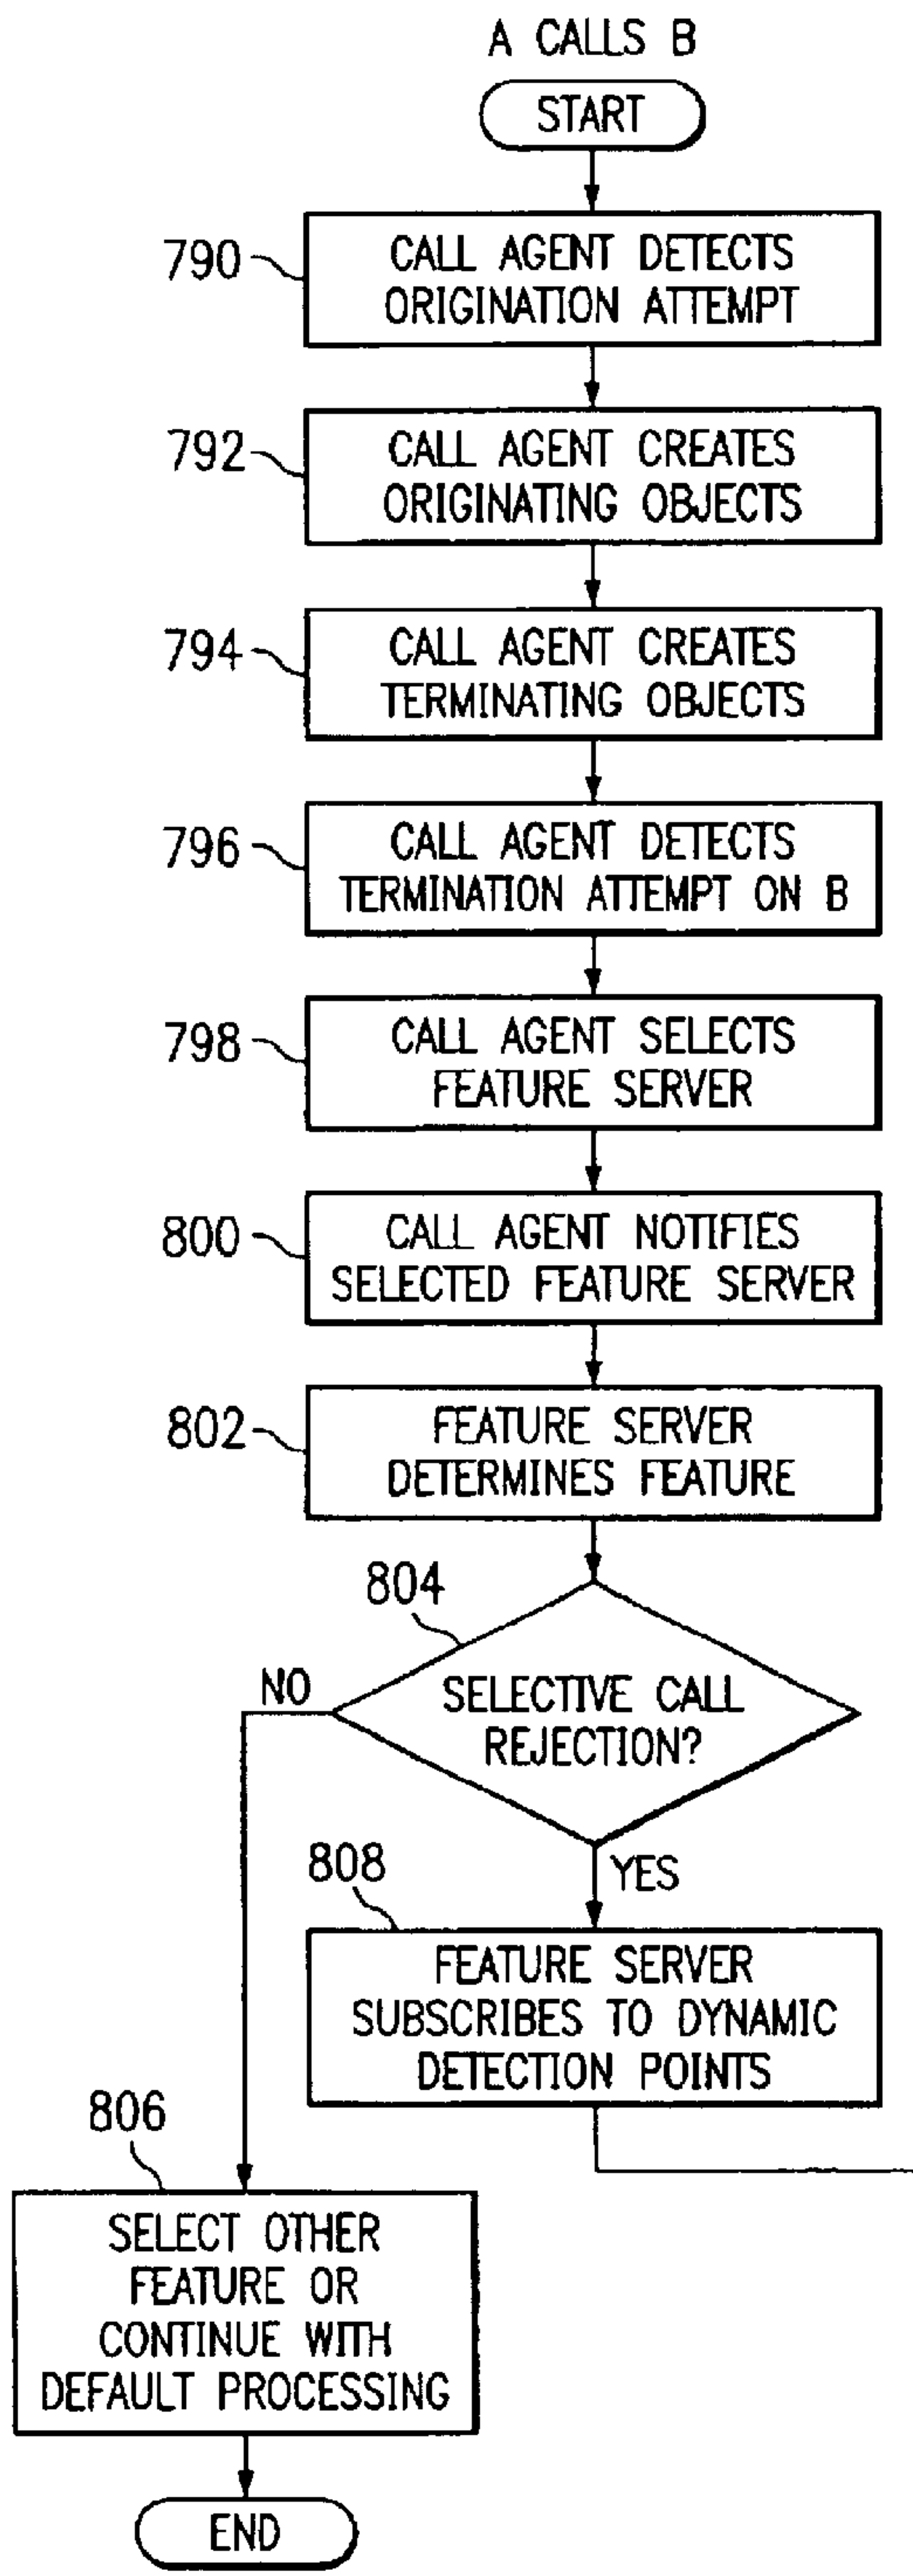 A CALLS B
START
790
CALL AGENT DETECTS
ORIGINATION ATTEMPT
792
CALL AGENT CREATES
ORIGINATING OBJECTS
794
CALL AGENT CREATES
TERMINATING OBJECTS
796
CALL AGENT DETECTS
TERMINATION ATTEMPT ON B
798
CALL AGENT SELECTS
FEATURE SERVER
800
CALL AGENT NOTIFIES
SELECTED FEATURE SERVER
802
FEATURE SERVER
DETERMINES FEATURE
804
SELECTIVE CALL
REJECTION?
NO
YES
808
FEATURE SERVER
SUBSCRIBES TO DYNAMIC
DETECTION POINTS
806
SELECT OTHER
FEATURE OR
CONTINUE WITH
DEFAULT PROCESSING
END